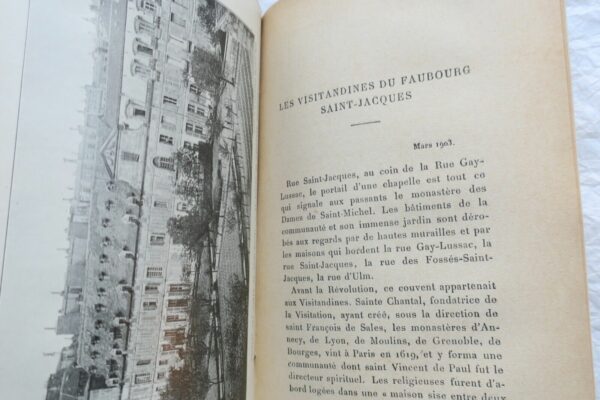 LES VISITANDINES DU FAUBOURG
SAINT-JACQUES
Mars 1903.
Rue Saint-Jacques, au coin de la Rue Gay-
Lussac, le portail d'une chapelle est tout ce
qui signale aux passants le monastère des
Dames de Saint-Michel. Les bâtiments de la
communauté et son immense jardin sont déro-
bés aux regards par de hautes murailles et par
les maisons qui bordent la rue Gay-Lussac, la
rue Saint-Jacques, la rue des Fossés-Saint-
Jacques, la rue d'Ulm.
Avant la Révolution, ce couvent appartenait
aux Visitandines. Sainte Chantal, fondatrice de
la Visitation, ayant créé, sous la direction de
saint François de Sales, les monastères d'An-
necy, de Lyon, de Moulins, de Grenoble, de
Bourges, vint à Paris en 1619, et y forma une
communauté dont saint Vincent de Paul fut le
directeur spirituel. Les religieuses furent d'a-
bord logées dans une « maison sise entre deux